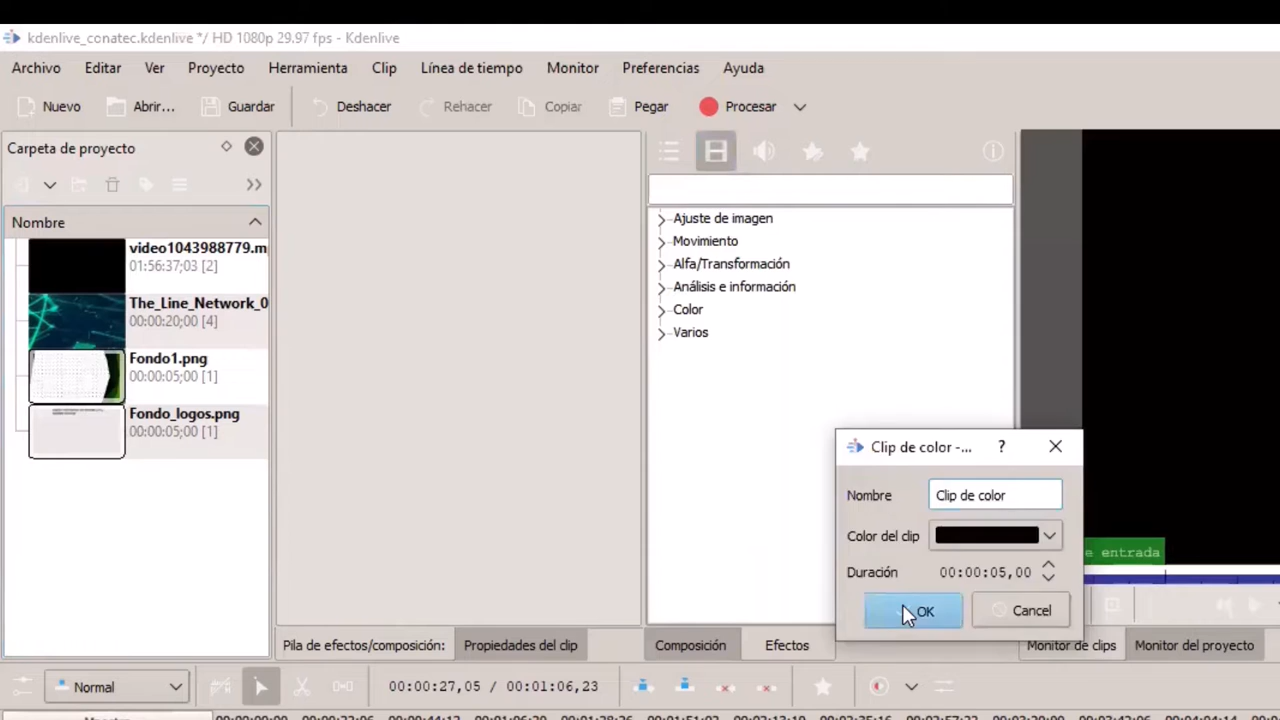 kdenlive_conatec.kdenlive */ HD 1080p 29.97 fps - Kdenlive
Archivo Editar Ver Proyecto Herramienta Clip Línea de tiempo Monitor Preferencias Ayuda
Nuevo Abrir... Guardar Deshacer Rehacer Copiar Pegar Procesar
Carpeta de proyecto
Nombre
video1043988779.m
01:56:37;03 [2]
The_Line_Network_0
00:00:20;00 [4]
Fondo1.png
00:00:05;00 [1]
Fondo_logos.png
00:00:05;00 [1]
Ajuste de imagen
Movimiento
Alfa/Transformación
Análisis e información
Color
Varios
Clip de color -... ?
Nombre Clip de color
Color del clip
Duración 00:00:05,00
OK Cancel
e entrada
Pila de efectos/composición: Propiedades del clip Composición Efectos Monitor de clips Monitor del proyecto
Normal 00:00:27,05 / 00:01:06,23